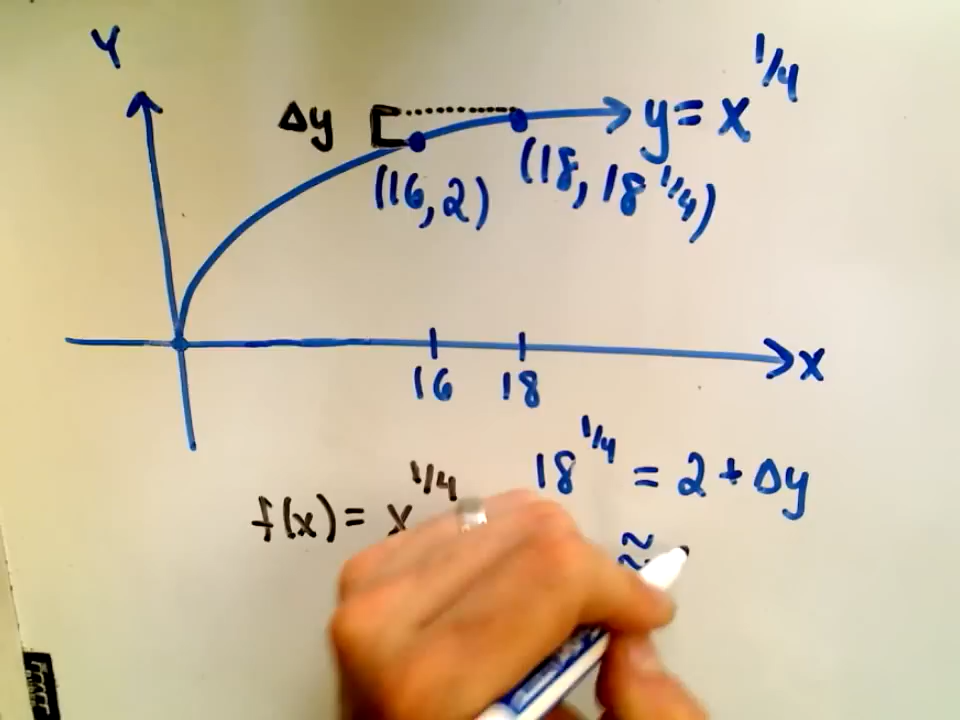 Y
Δy
y = x^1/4
(16, 2)
(18, 18^1/4)
x
16 18
18^1/4 = 2 + Δy
f(x) = x^1/4
≈